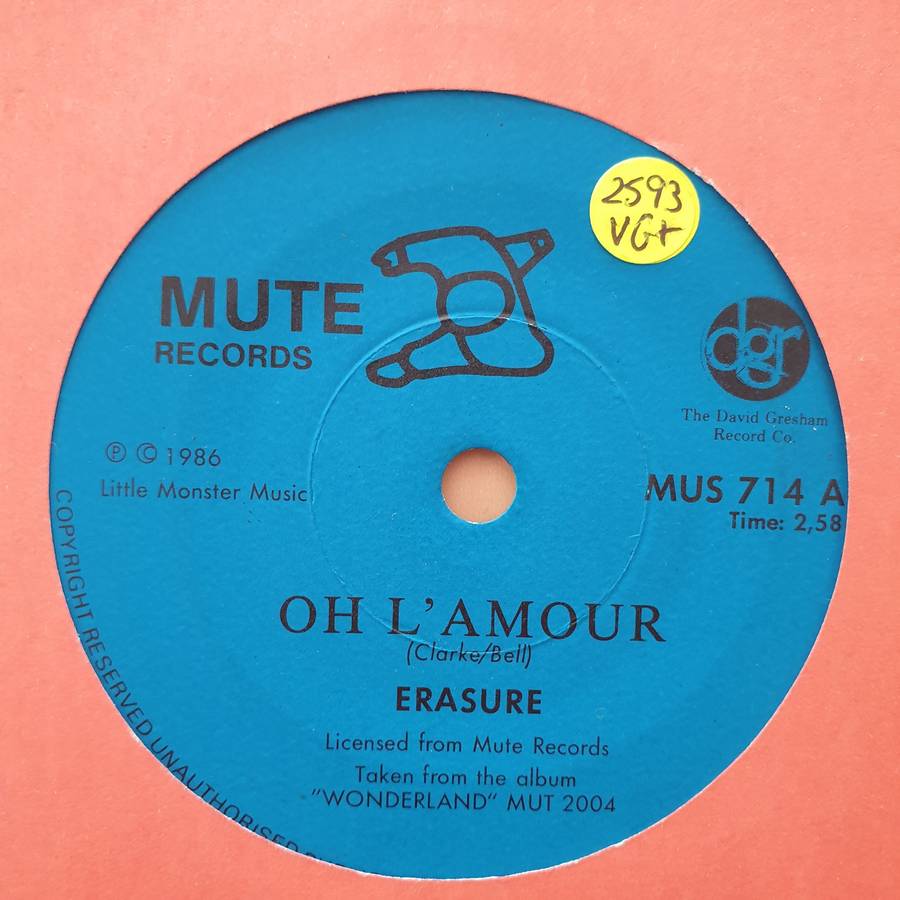 2593
VG+
MUTE
RECORDS
dgr
The David Gresham
Record Co.
℗ © 1986
Little Monster Music
MUS 714 A
Time: 2,58
OH L'AMOUR
(Clarke/Bell)
ERASURE
Licensed from Mute Records
Taken from the album
"WONDERLAND" MUT 2004
COPYRIGHT RESERVED UNAUTHORISED